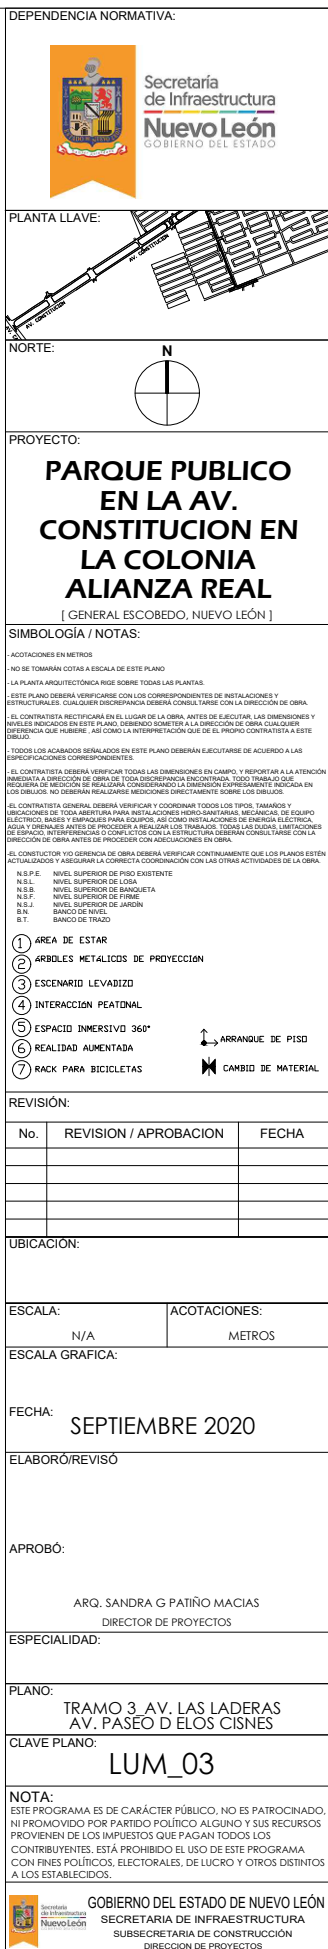 DEPENDENCIA NORMATIVA:
Secretaría
de Infraestructura
Nuevo León
GOBIERNO DEL ESTADO
PLANTA LLAVE:
AV. CONSTITUCION
AV. CONSTITUCION
NORTE:
N
PROYECTO:
PARQUE PUBLICO
EN LA AV.
CONSTITUCION EN
LA COLONIA
ALIANZA REAL
[ GENERAL ESCOBEDO, NUEVO LEÓN ]
SIMBOLOGÍA / NOTAS:
- ACOTACIONES EN METROS
- NO SE TOMARÁN COTAS A ESCALA DE ESTE PLANO
- LA PLANTA ARQUITECTÓNICA RIGE SOBRE TODAS LAS PLANTAS.
- ESTE PLANO DEBERÁ VERIFICARSE CON LOS CORRESPONDIENTES DE INSTALACIONES Y
ESTRUCTURALES. CUALQUIER DISCREPANCIA DEBERÁ CONSULTARSE CON LA DIRECCIÓN DE OBRA.
- EL CONTRATISTA RECTIFICARÁ EN EL LUGAR DE LA OBRA, ANTES DE EJECUTAR, LAS DIMENSIONES Y
NIVELES INDICADOS EN ESTE PLANO, DEBIENDO SOMETER A LA DIRECCIÓN DE OBRA CUALQUIER
DIFERENCIA QUE HUBIERE , ASÍ COMO LA INTERPRETACIÓN QUE DE EL PROPIO CONTRATISTA A ESTE
DIBUJO.
- TODOS LOS ACABADOS SEÑALADOS EN ESTE PLANO DEBERÁN EJECUTARSE DE ACUERDO A LAS
ESPECIFICACIONES CORRESPONDIENTES.
- EL CONTRATISTA DEBERÁ VERIFICAR TODAS LAS DIMENSIONES EN CAMPO, Y REPORTAR A LA ATENCIÓN
INMEDIATA A DIRECCIÓN DE OBRA DE TODA DISCREPANCIA ENCONTRADA. TODO TRABAJO QUE
REQUIERA DE MEDICIÓN SE REALIZARÁ CONSIDERANDO LA DIMENSIÓN EXPRESAMENTE INDICADA EN
LOS DIBUJOS. NO DEBERÁN REALIZARSE MEDICIONES DIRECTAMENTE SOBRE LOS DIBUJOS.
-EL CONTRATISTA GENERAL DEBERÁ VERIFICAR Y COORDINAR TODOS LOS TIPOS, TAMAÑOS Y
UBICACIONES DE TODA ABERTURA PARA INSTALACIONES HIDRO-SANITARIAS, MECÁNICAS, DE EQUIPO
ELÉCTRICO, BASES Y EMPAQUES PARA EQUIPOS, ASÍ COMO INSTALACIONES DE ENERGÍA ELÉCTRICA,
AGUA Y DRENAJES ANTES DE PROCEDER A REALIZAR LOS TRABAJOS. TODAS LAS DUDAS, LIMITACIONES
DE ESPACIO, INTERFERENCIAS O CONFLICTOS CON LA ESTRUCTURA DEBERÁN CONSULTARSE CON LA
DIRECCIÓN DE OBRA ANTES DE PROCEDER CON ADECUACIONES EN OBRA.
-EL CONSTUCTOR Y/O GERENCIA DE OBRA DEBERÁ VERIFICAR CONTINUAMENTE QUE LOS PLANOS ESTÉN
ACTUALIZADOS Y ASEGURAR LA CORRECTA COORDINACIÓN CON LAS OTRAS ACTIVIDADES DE LA OBRA.
N.S.P.E. NIVEL SUPERIOR DE PISO EXISTENTE
N.S.L. NIVEL SUPERIOR DE LOSA
N.S.B. NIVEL SUPERIOR DE BANQUETA
N.S.F. NIVEL SUPERIOR DE FIRME
N.S.J. NIVEL SUPERIOR DE JARDÍN
B.N. BANCO DE NIVEL
B.T. BANCO DE TRAZO
1 ÁREA DE ESTAR
2 ÁRBOLES METÁLICOS DE PROYECCIÓN
3 ESCENARIO LEVADIZO
4 INTERACCIÓN PEATONAL
5 ESPACIO INMERSIVO 360°
6 REALIDAD AUMENTADA
ARRANQUE DE PISO
7 RACK PARA BICICLETAS
CAMBIO DE MATERIAL
REVISIÓN:
No. REVISION / APROBACION FECHA
UBICACIÓN:
ESCALA: ACOTACIONES:
N/A METROS
ESCALA GRAFICA:
FECHA:
SEPTIEMBRE 2020
ELABORÓ/REVISÓ
APROBÓ:
ARQ. SANDRA G PATIÑO MACIAS
DIRECTOR DE PROYECTOS
ESPECIALIDAD:
PLANO:
TRAMO 3_AV. LAS LADERAS
AV. PASEO D ELOS CISNES
CLAVE PLANO:
LUM_03
NOTA:
ESTE PROGRAMA ES DE CARÁCTER PÚBLICO, NO ES PATROCINADO,
NI PROMOVIDO POR PARTIDO POLÍTICO ALGUNO Y SUS RECURSOS
PROVIENEN DE LOS IMPUESTOS QUE PAGAN TODOS LOS
CONTRIBUYENTES. ESTÁ PROHIBIDO EL USO DE ESTE PROGRAMA
CON FINES POLÍTICOS, ELECTORALES, DE LUCRO Y OTROS DISTINTOS
A LOS ESTABLECIDOS.
Secretaría
de Infraestructura
Nuevo León
GOBIERNO DEL ESTADO DE NUEVO LEÓN
SECRETARIA DE INFRAESTRUCTURA
SUBSECRETARIA DE CONSTRUCCIÓN
DIRECCION DE PROYECTOS